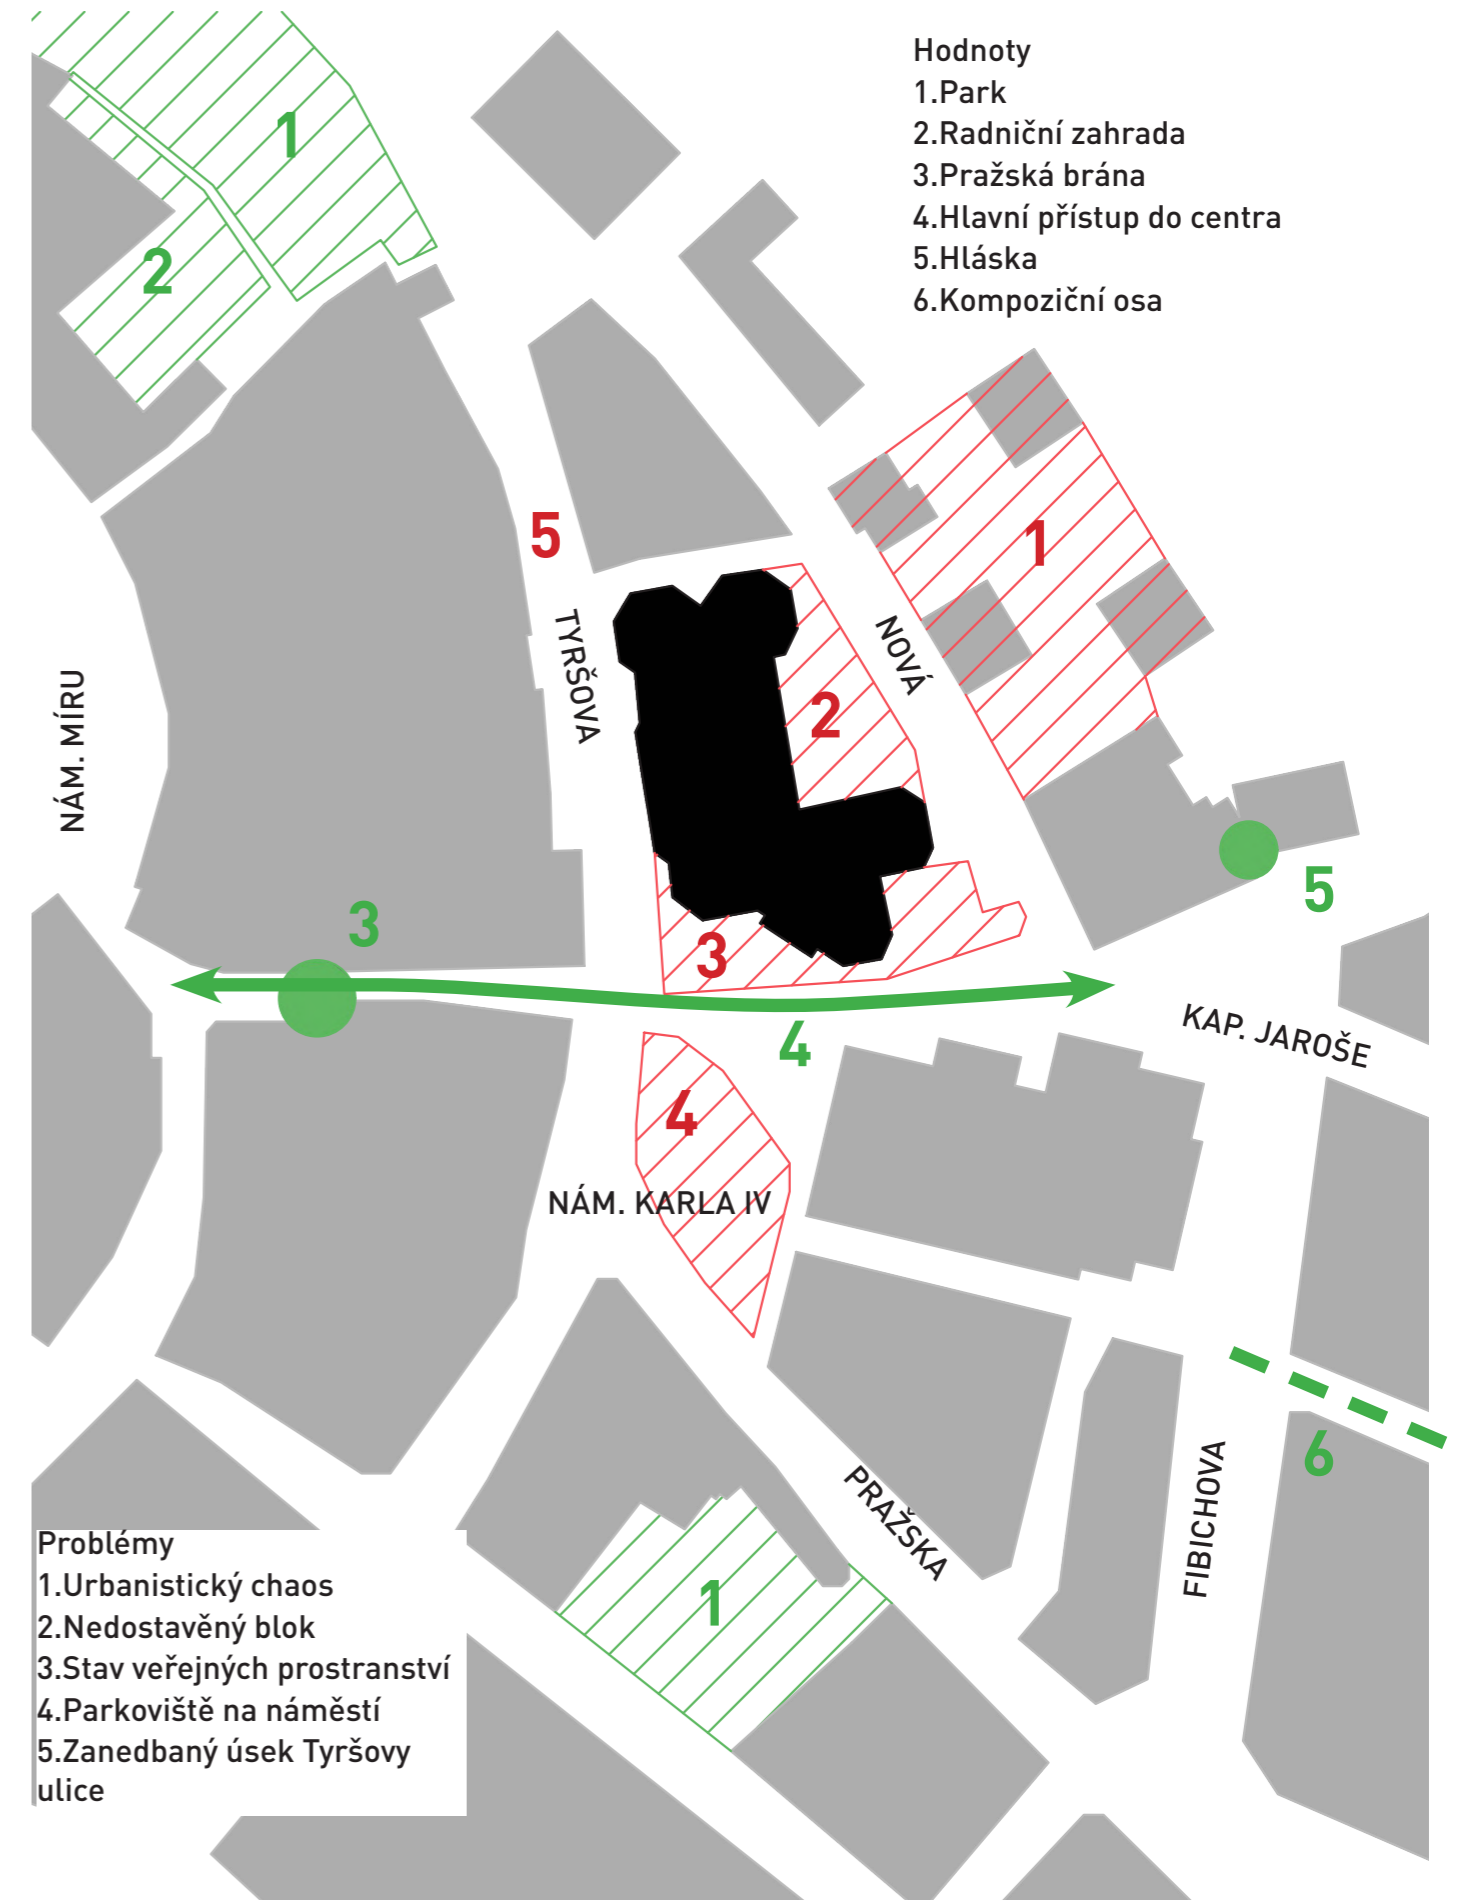 Hodnoty
1.Park
2.Radniční zahrada
3.Pražská brána
4.Hlavní přístup do centra
5.Hláska
6.Kompoziční osa
1
2
5
1
TYRŠOVA
NOVÁ
NÁM. MÍRU
2
5
3
3
4
KAP. JAROŠE
4
NÁM. KARLA IV
6
PRAŽSKA
FIBICHOVA
1
Problémy
1.Urbanistický chaos
2.Nedostavěný blok
3.Stav veřejných prostranství
4.Parkoviště na náměstí
5.Zanedbaný úsek Tyršovy
ulice